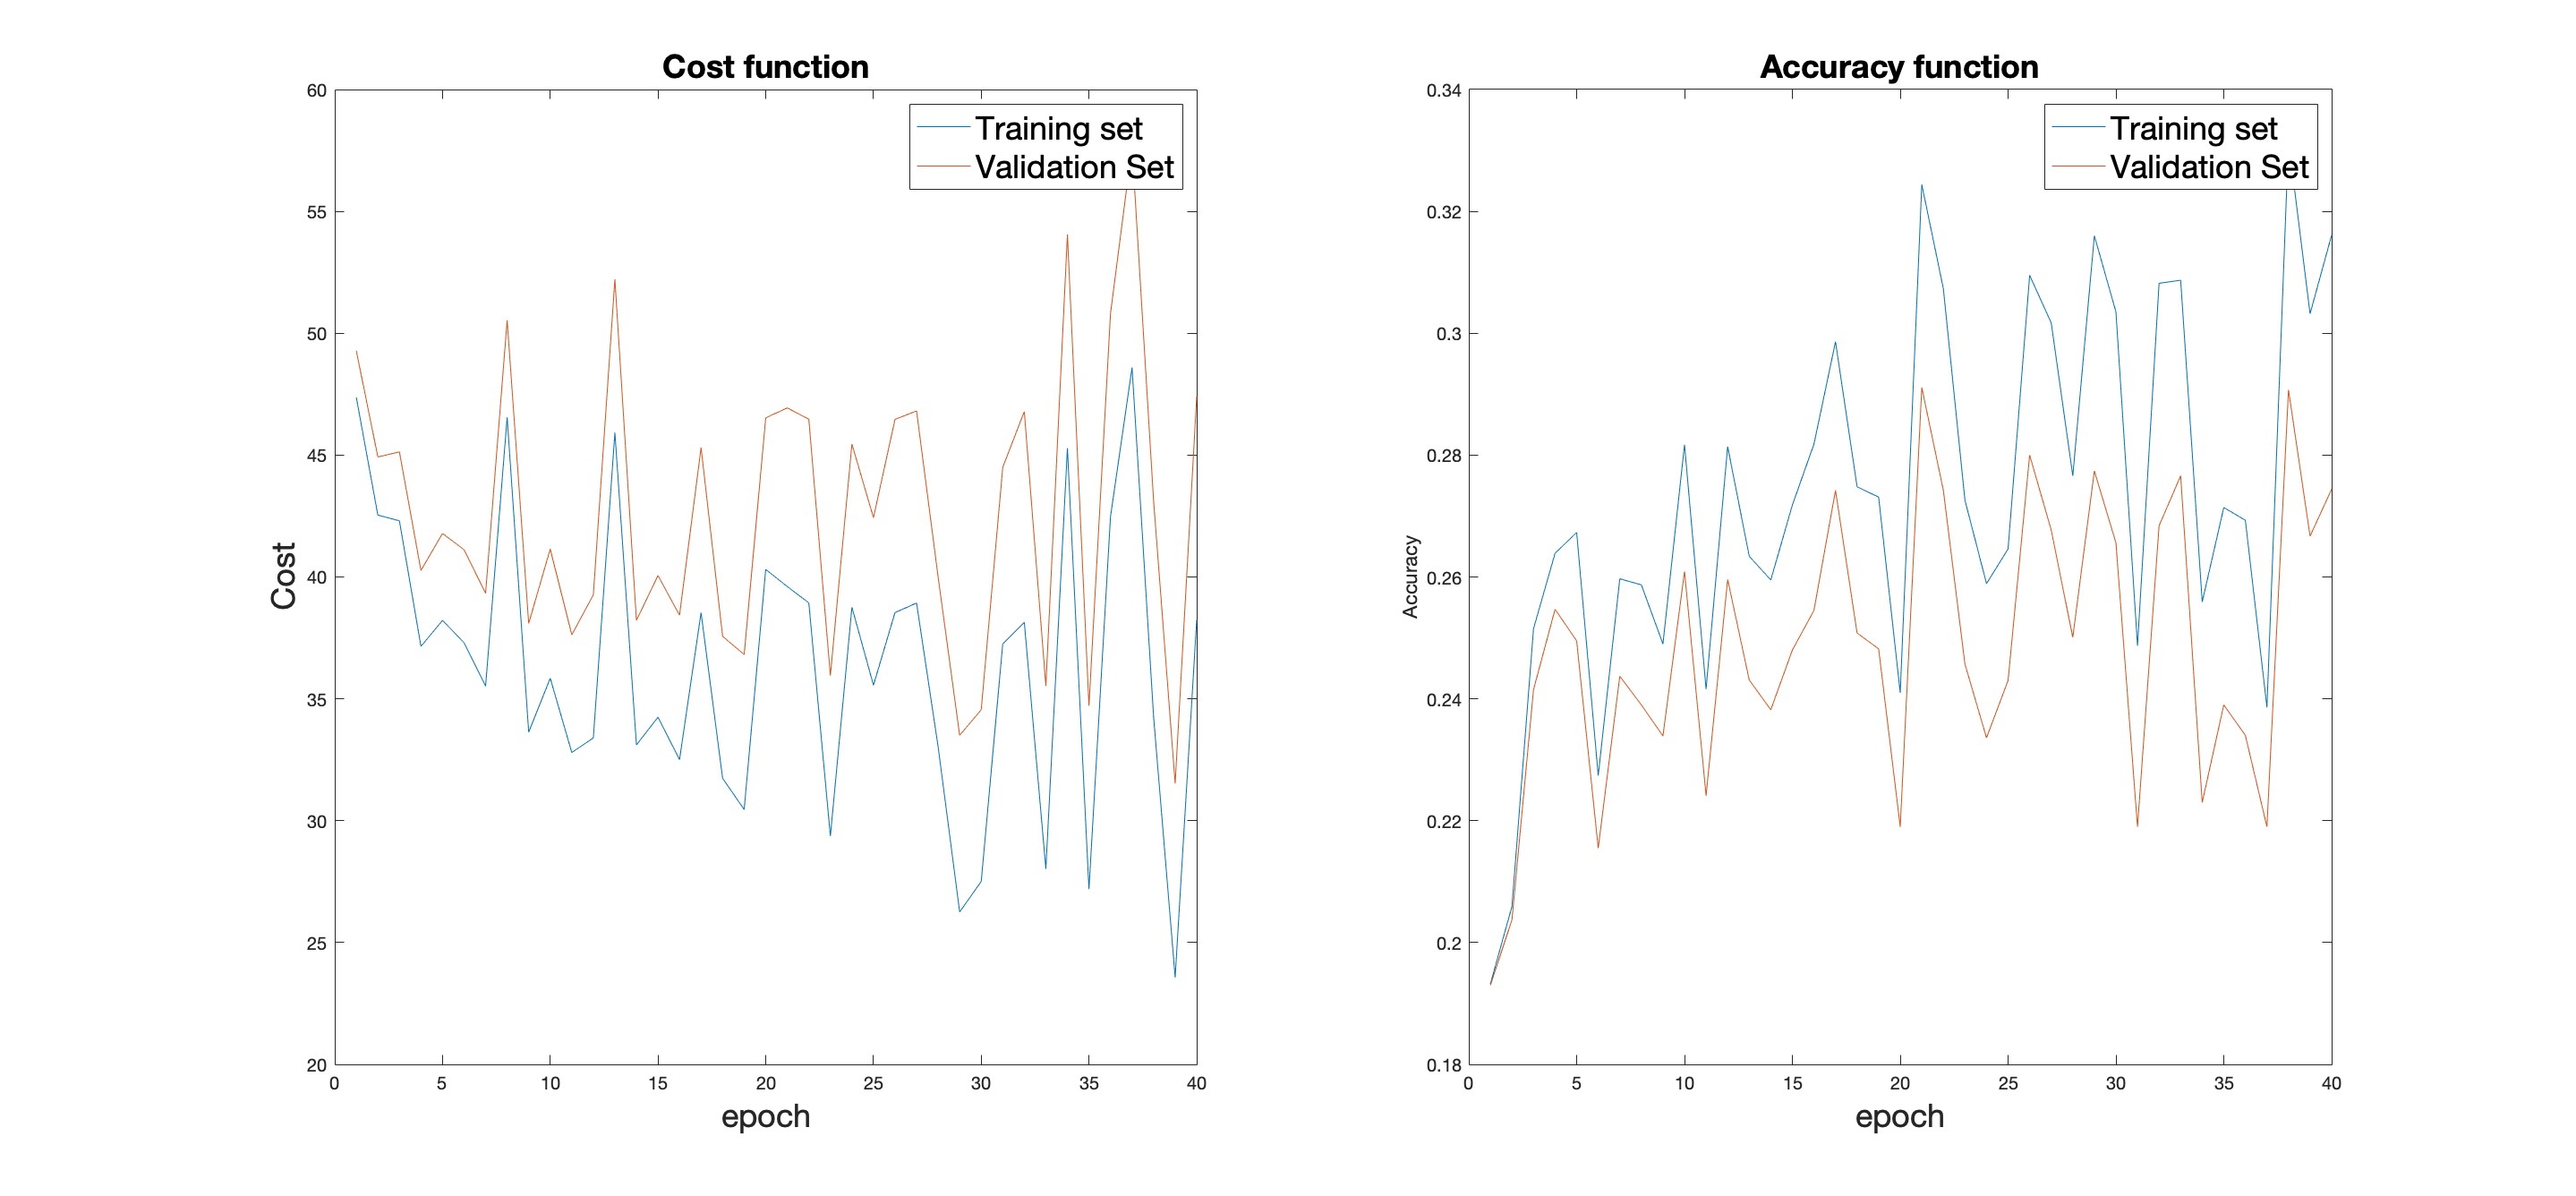 Cost function
Training set
Validation Set
60
55
50
45
40
35
30
25
20
Cost
0 5 10 15 20 25 30 35 40
epoch
Accuracy function
Training set
Validation Set
0.34
0.32
0.3
0.28
0.26
0.24
0.22
0.2
0.18
Accuracy
0 5 10 15 20 25 30 35 40
epoch